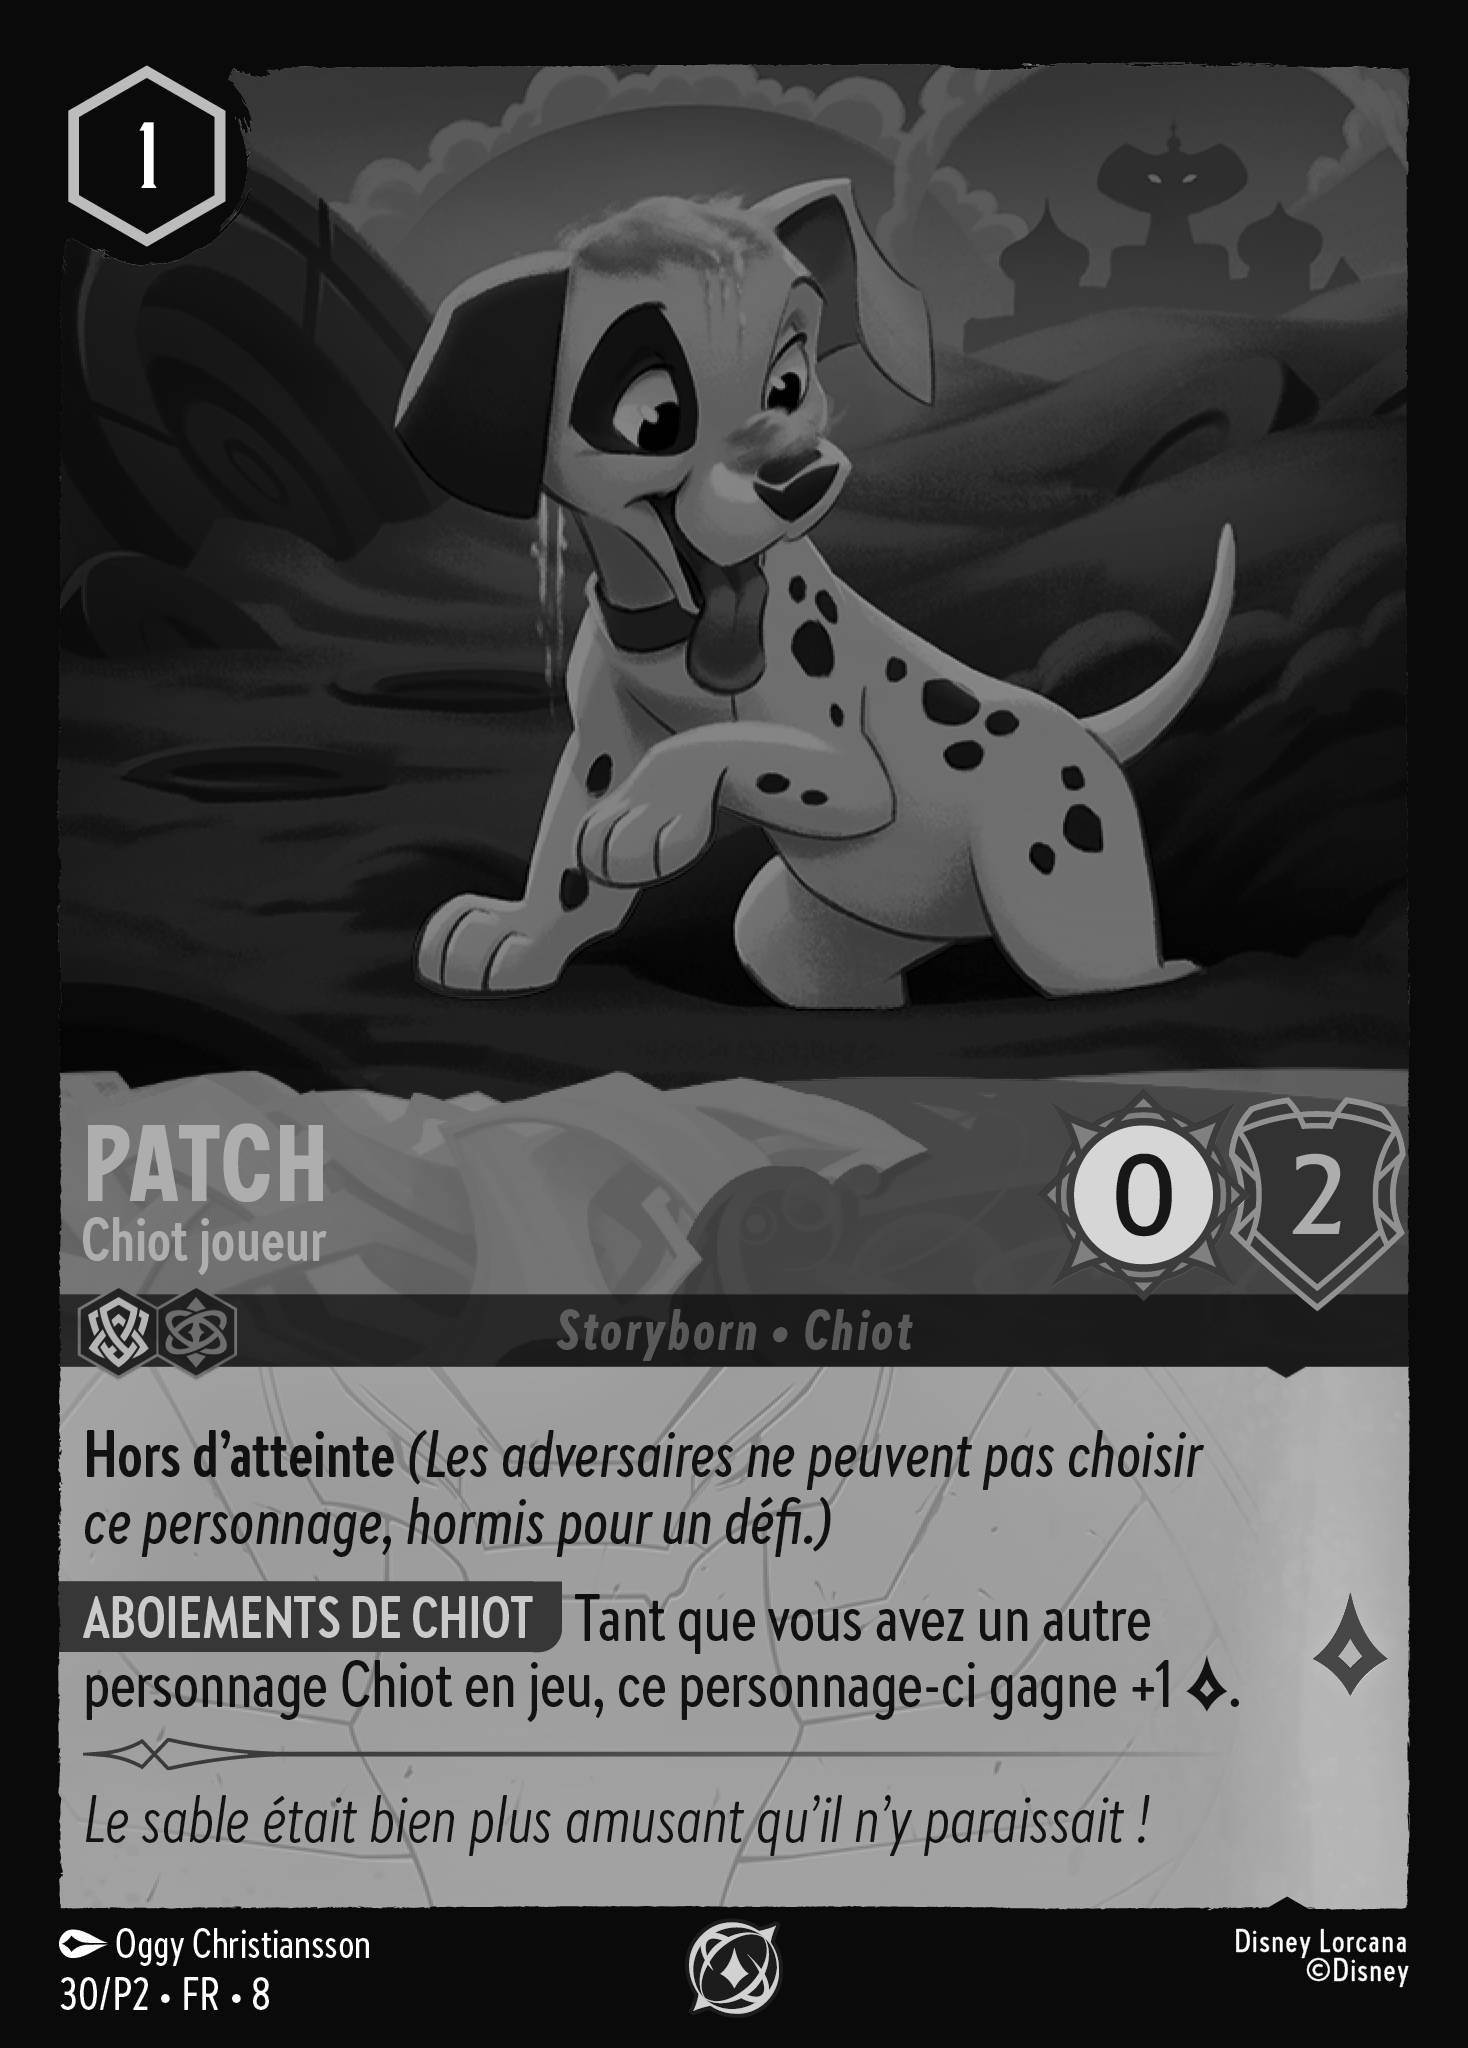 1
PATCH
Chiot joueur
0
2
Storyborn • Chiot
Hors d’atteinte (Les adversaires ne peuvent pas choisir
ce personnage, hormis pour un défi.)
ABOIEMENTS DE CHIOT Tant que vous avez un autre
personnage Chiot en jeu, ce personnage-ci gagne +1 .
Le sable était bien plus amusant qu’il n’y paraissait !
Oggy Christiansson
30/P2 • FR • 8
Disney Lorcana
©Disney